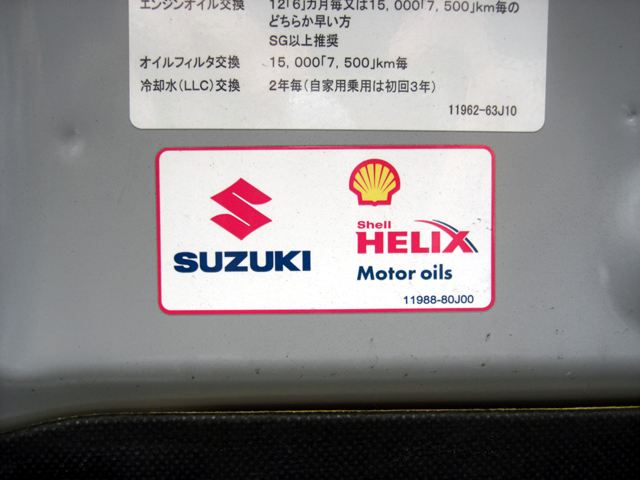 エンジンオイル交換 12「6」カ月毎又は15,000「7,500」km毎の
どちらか早い方
SG以上推奨
オイルフィルタ交換 15,000「7,500」km毎
冷却水(LLC)交換 2年毎(自家用乗用は初回3年)
11962-63J10
SUZUKI
Shell
HELIX
Motor oils
11988-80J00